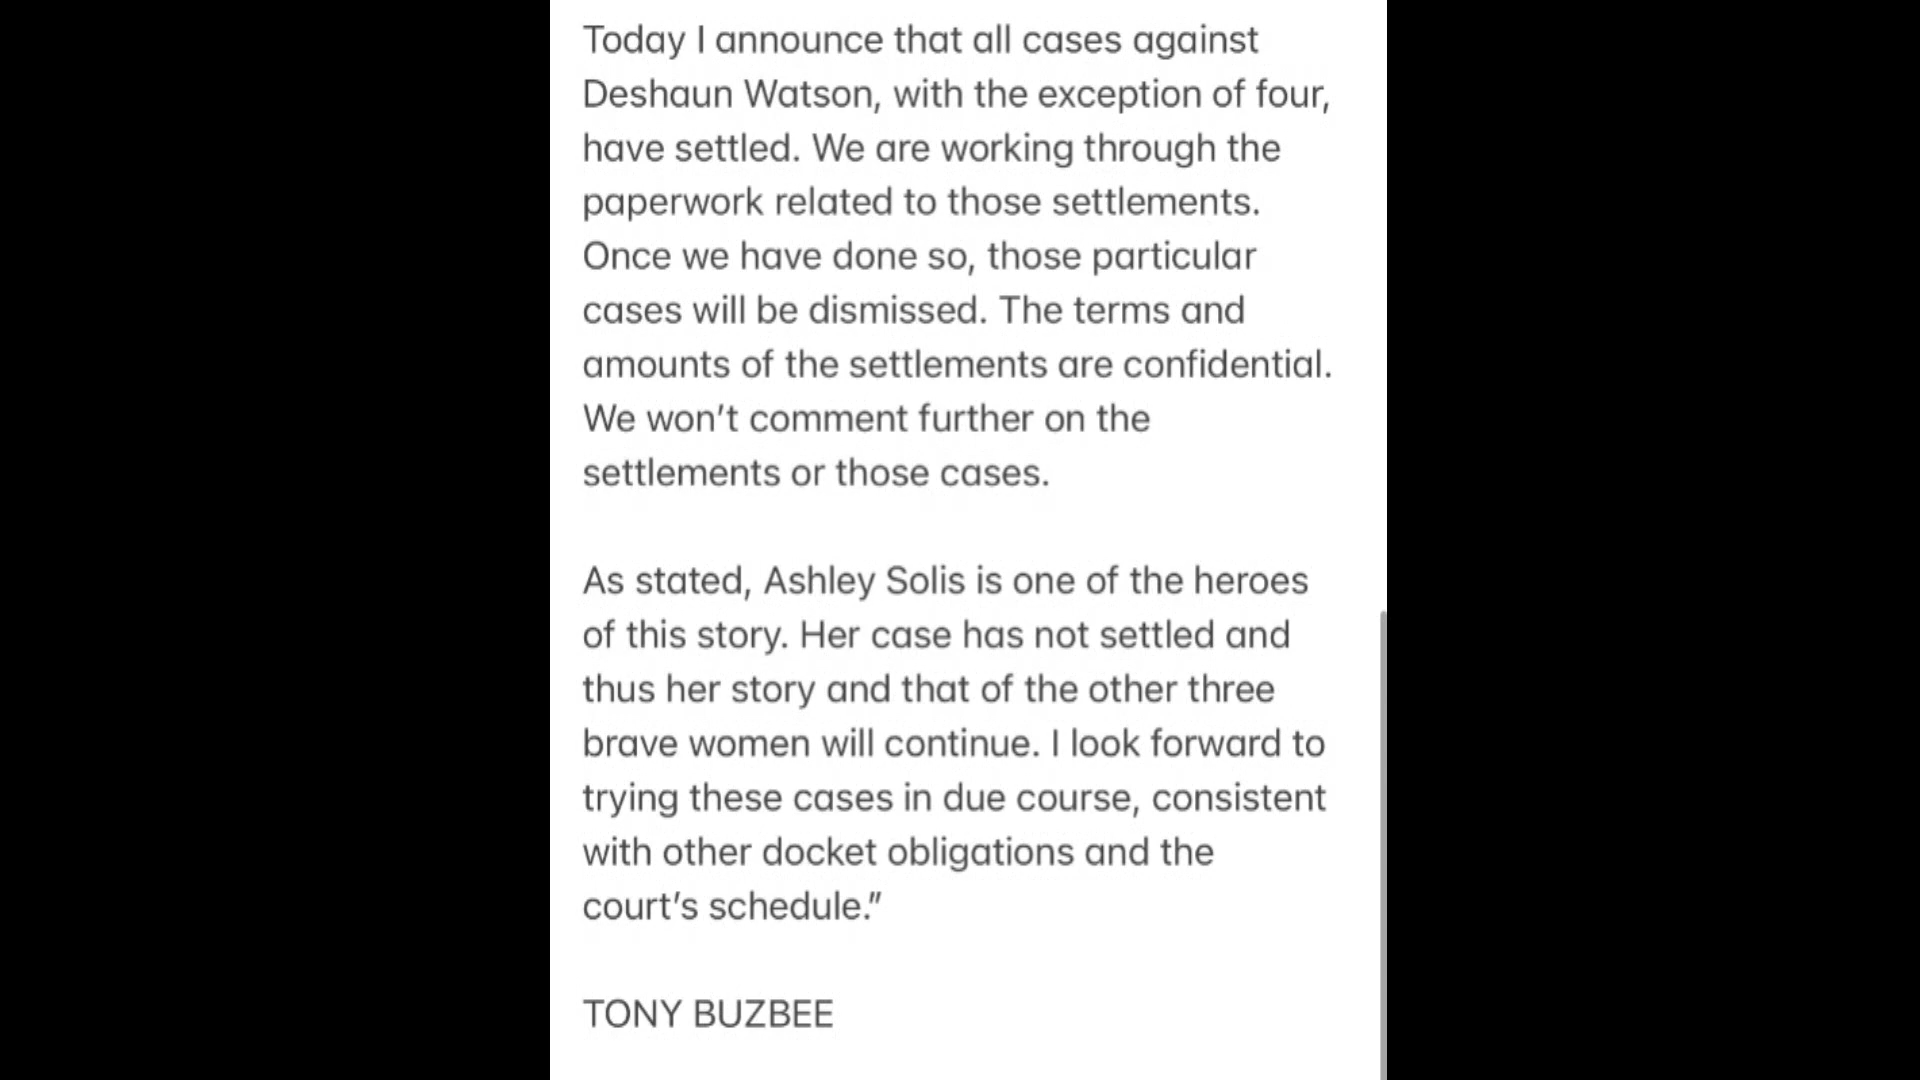 Today I announce that all cases against
Deshaun Watson, with the exception of four,
have settled. We are working through the
paperwork related to those settlements.
Once we have done so, those particular
cases will be dismissed. The terms and
amounts of the settlements are confidential.
We won’t comment further on the
settlements or those cases.
As stated, Ashley Solis is one of the heroes
of this story. Her case has not settled and
thus her story and that of the other three
brave women will continue. I look forward to
trying these cases in due course, consistent
with other docket obligations and the
court’s schedule.”
TONY BUZBEE